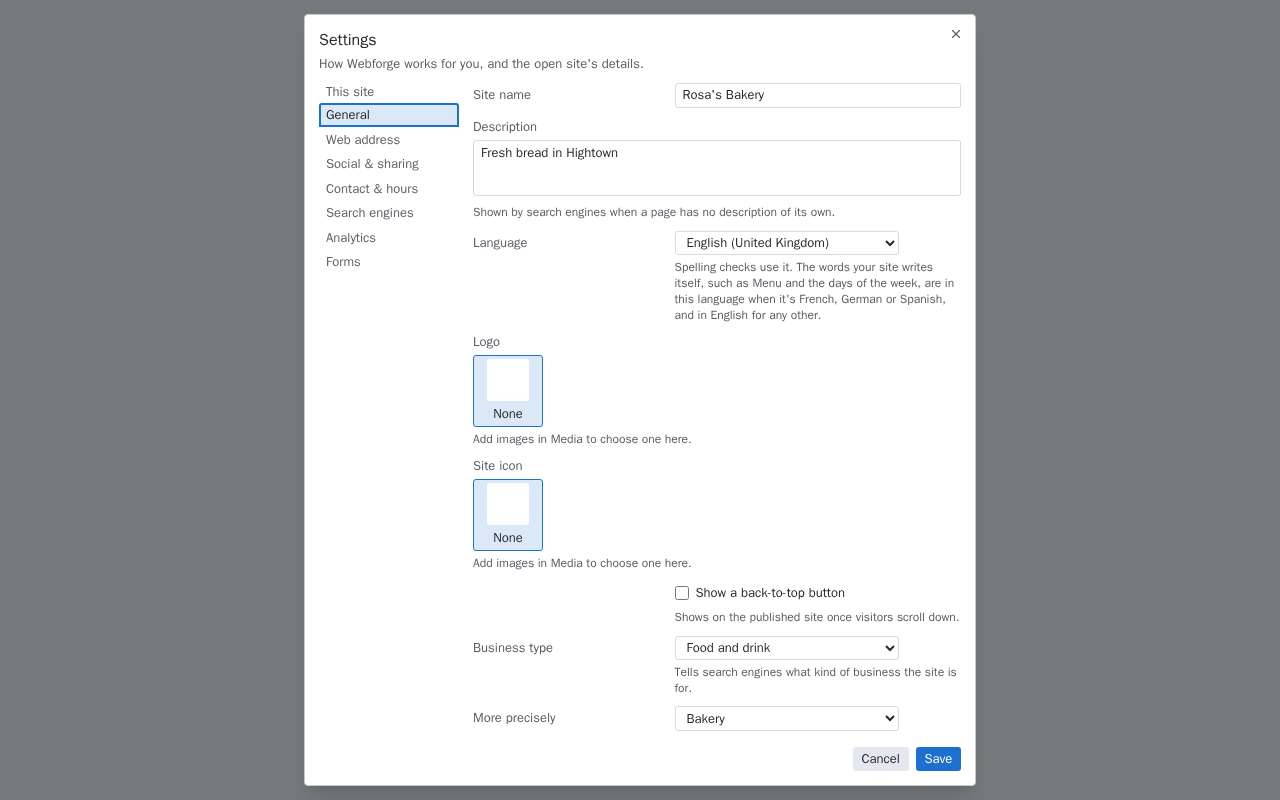 Settings
How Webforge works for you, and the open site's details.
This site
General
Web address
Social & sharing
Contact & hours
Search engines
Analytics
Forms
Site name
Rosa's Bakery
Description
Fresh bread in Hightown
Shown by search engines when a page has no description of its own.
Language
English (United Kingdom)
Spelling checks use it. The words your site writes
itself, such as Menu and the days of the week, are in
this language when it's French, German or Spanish,
and in English for any other.
Logo
None
Add images in Media to choose one here.
Site icon
None
Add images in Media to choose one here.
Show a back-to-top button
Shows on the published site once visitors scroll down.
Business type
Food and drink
Tells search engines what kind of business the site is
for.
More precisely
Bakery
Cancel
Save